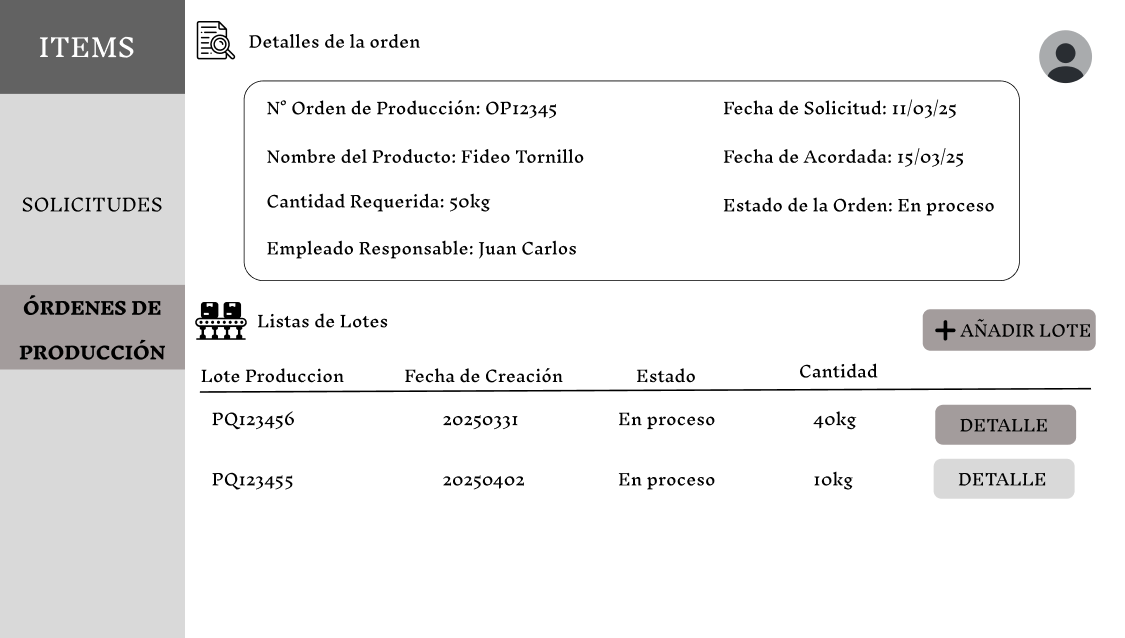 ITEMS
Detalles de la orden
N° Orden de Producción: OP12345
Fecha de Solicitud: 11/03/25
Nombre del Producto: Fideo Tornillo
Fecha de Acordada: 15/03/25
Cantidad Requerida: 50kg
Estado de la Orden: En proceso
Empleado Responsable: Juan Carlos
SOLICITUDES
ÓRDENES DE
PRODUCCIÓN
Listas de Lotes
AÑADIR LOTE
Lote Produccion Fecha de Creación Estado Cantidad
PQ123456 20250331 En proceso 40kg DETALLE
PQ123455 20250402 En proceso 10kg DETALLE